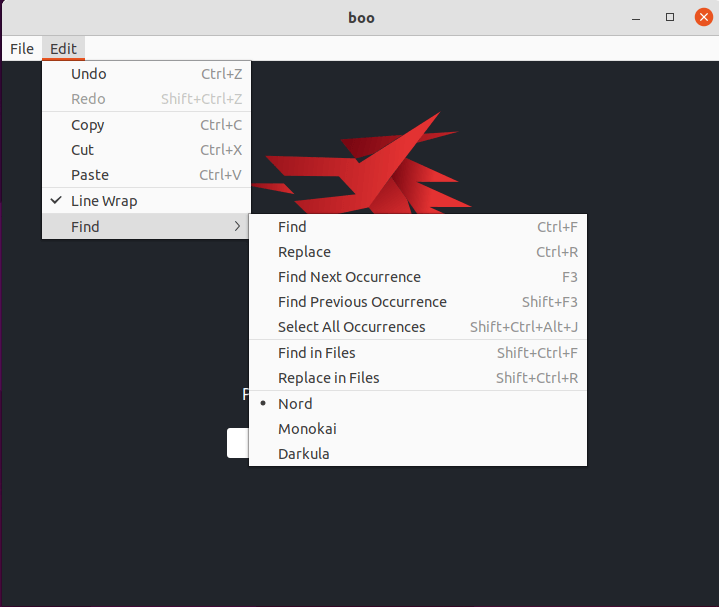 boo
File Edit
Undo Ctrl+Z
Redo Shift+Ctrl+Z
Copy Ctrl+C
Cut Ctrl+X
Paste Ctrl+V
Line Wrap
Find
Find Ctrl+F
Replace Ctrl+R
Find Next Occurrence F3
Find Previous Occurrence Shift+F3
Select All Occurrences Shift+Ctrl+Alt+J
Find in Files Shift+Ctrl+F
Replace in Files Shift+Ctrl+R
Nord
Monokai
Darkula